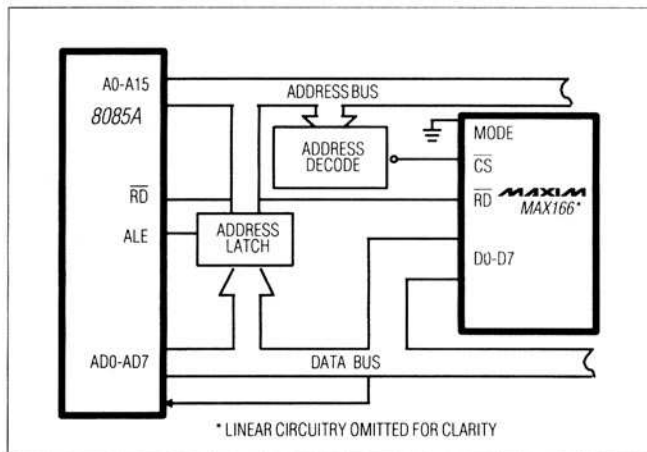 A0-A15
8085A
ADDRESS BUS
ADDRESS
DECODE
MODE
CS
RD
RD
MAXIM
MAX166*
ALE
ADDRESS
LATCH
D0-D7
AD0-AD7
DATA BUS
* LINEAR CIRCUITRY OMITTED FOR CLARITY